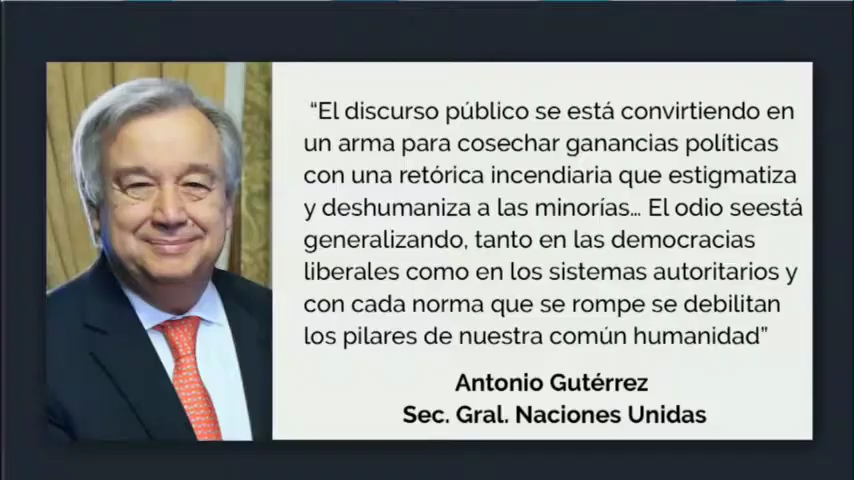 “El discurso público se está convirtiendo en
un arma para cosechar ganancias políticas
con una retórica incendiaria que estigmatiza
y deshumaniza a las minorías... El odio seestá
generalizando, tanto en las democracias
liberales como en los sistemas autoritarios y
con cada norma que se rompe se debilitan
los pilares de nuestra común humanidad”
Antonio Gutérrez
Sec. Gral. Naciones Unidas